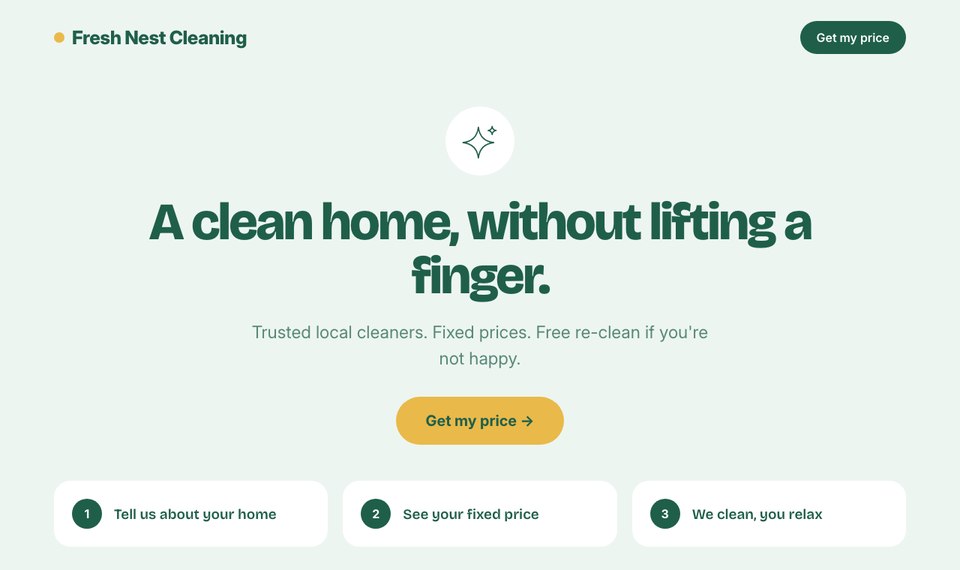 Fresh Nest Cleaning
Get my price
A clean home, without lifting a
finger.
Trusted local cleaners. Fixed prices. Free re-clean if you're
not happy.
Get my price →
1 Tell us about your home
2 See your fixed price
3 We clean, you relax